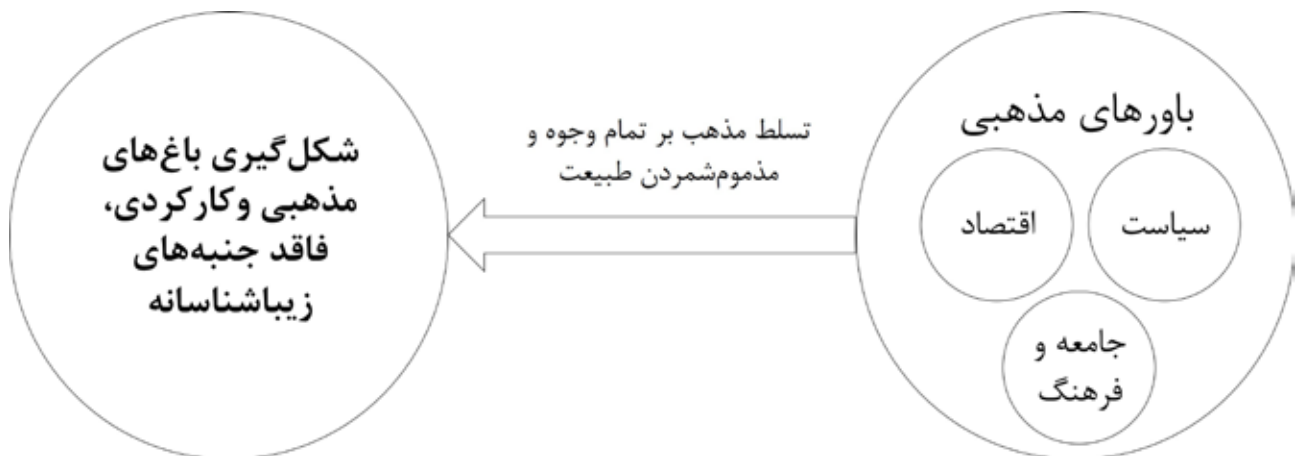 باورهای مذهبی
سیاست
اقتصاد
جامعه و
فرهنگ
تسلط مذهب بر تمام وجوه و
مذموم‌شمردن طبیعت
شکل‌گیری باغ‌های
مذهبی وکارکردی،
فاقد جنبه‌های
زیباشناسانه